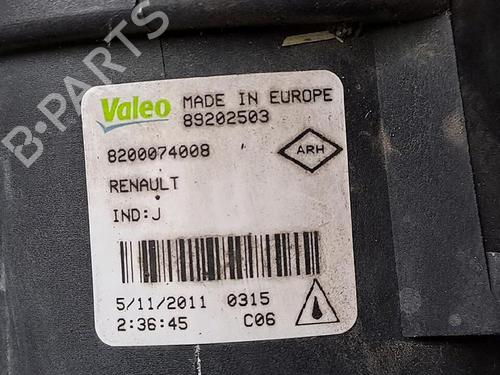 B-PARTS
Valeo MADE IN EUROPE
89202503
8200074008
ARH
RENAULT
IND:J
5/11/2011 0315
2:36:45 C06